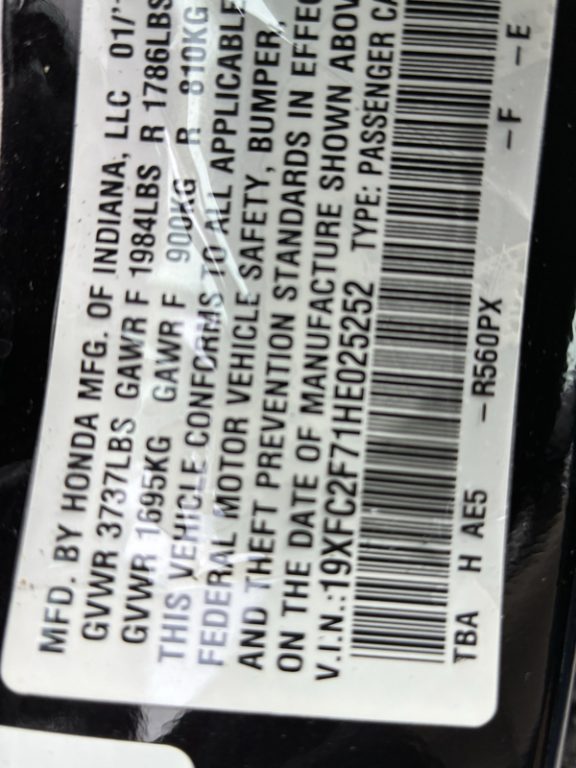 MFD. BY HONDA MFG. OF INDIANA, LLC 01/
GVWR 3737LBS GAWR F 1984LBS R 1786LBS
GVWR 1695KG GAWR F 900KG R 810KG
THIS VEHICLE CONFORMS TO ALL APPLICABLE
FEDERAL MOTOR VEHICLE SAFETY, BUMPER,
AND THEFT PREVENTION STANDARDS IN EFFEC
ON THE DATE OF MANUFACTURE SHOWN ABOV
V.I.N.:19XFC2F71HE025252 TYPE: PASSENGER CA
TBA H AE5 -R560PX -F -E